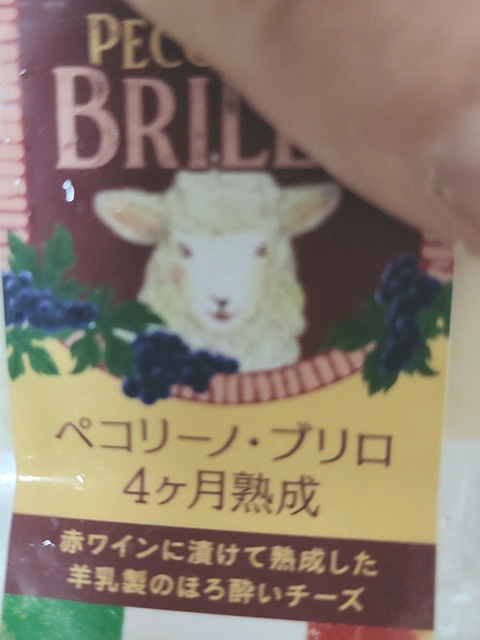 ペコリーノ・ブリロ
4ヶ月熟成
赤ワインに漬けて熟成した
羊乳製のほろ酔いチーズ